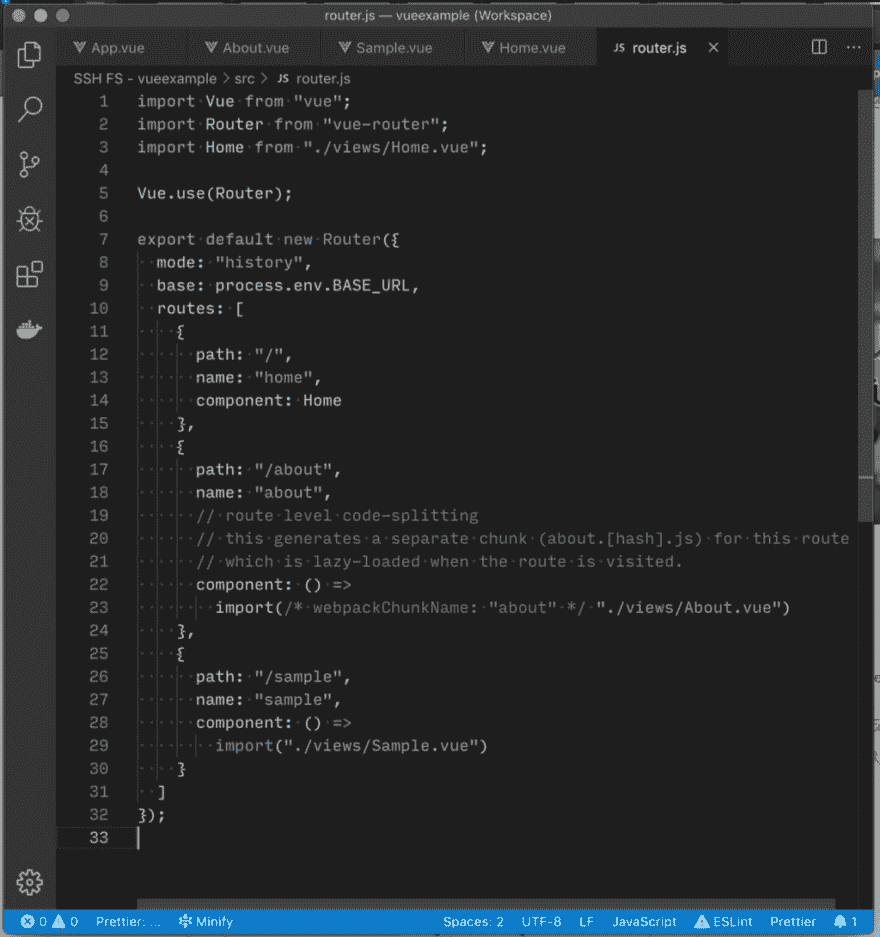 router.js — vueexample (Workspace)
App.vue About.vue Sample.vue Home.vue JS router.js
SSH FS - vueexample > src > JS router.js
1 import Vue from "vue";
2 import Router from "vue-router";
3 import Home from "./views/Home.vue";
4
5 Vue.use(Router);
6
7 export default new Router({
8 mode: "history",
9 base: process.env.BASE_URL,
10 routes: [
11 {
12 path: "/",
13 name: "home",
14 component: Home
15 },
16 {
17 path: "/about",
18 name: "about",
19 // route level code-splitting
20 // this generates a separate chunk (about.[hash].js) for this route
21 // which is lazy-loaded when the route is visited.
22 component: () =>
23 import(/* webpackChunkName: "about" */ "./views/About.vue")
24 },
25 {
26 path: "/sample",
27 name: "sample",
28 component: () =>
29 import("./views/Sample.vue")
30 }
31 ]
32 });
33
0 0 Prettier: ... Minify Spaces: 2 UTF-8 LF JavaScript ESLint Prettier 1